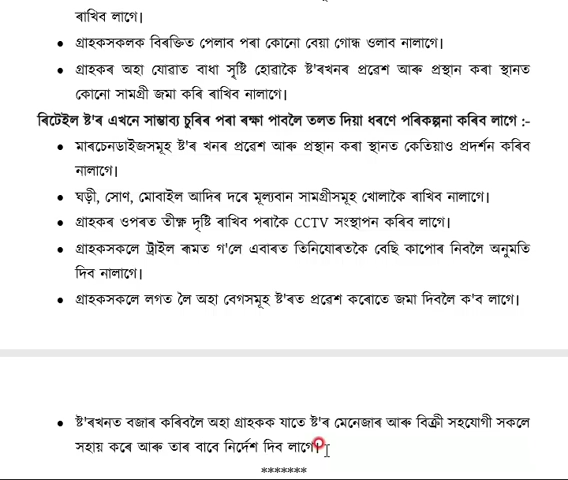 ৰাখিব লাগে।
• গ্ৰাহকসকলক বিৰক্তিত পেলাব পৰা কোনো বেয়া গোন্ধ ওলাব নালাগে।
• গ্ৰাহকৰ অহা যোৱাত বাধা সৃষ্টি হোৱাকৈ ষ্ট'ৰখনৰ প্ৰৱেশ আৰু প্ৰস্থান কৰা স্থানত
কোনো সামগ্ৰী জমা কৰি ৰাখিব নালাগে।
ৰিটেইল ষ্ট'ৰ এখনে সাম্ভাব্য চুৰিৰ পৰা ৰক্ষা পাবলৈ তলত দিয়া ধৰণে পৰিকল্পনা কৰিব লাগে :-
• মাৰচেনডাইজসমূহ ষ্ট'ৰ খনৰ প্ৰৱেশ আৰু প্ৰস্থান কৰা স্থানত কেতিয়াও প্ৰদৰ্শন কৰিব
নালাগে।
• ঘড়ী, সোণ, মোবাইল আদিৰ দৰে মূল্যবান সামগ্ৰীসমূহ খোলাকৈ ৰাখিব নালাগে।
• গ্ৰাহকৰ ওপৰত তীক্ষ্ণ দৃষ্টি ৰাখিব পৰাকৈ CCTV সংস্থাপন কৰিব লাগে।
• গ্ৰাহকসকলে ট্ৰাইল ৰূমত গ'লে এবাৰত তিনিযোৰতকৈ বেছি কাপোৰ নিবলৈ অনুমতি
দিব নালাগে।
• গ্ৰাহকসকলে লগত লৈ অহা বেগসমূহ ষ্ট'ৰত প্ৰৱেশ কৰোতে জমা দিবলৈ ক'ব লাগে।
• ষ্ট'ৰখনত বজাৰ কৰিবলৈ অহা গ্ৰাহকক যাতে ষ্ট'ৰ মেনেজাৰ আৰু বিক্ৰী সহযোগী সকলে
সহায় কৰে আৰু তাৰ বাবে নিৰ্দেশ দিব লাগে।
*******